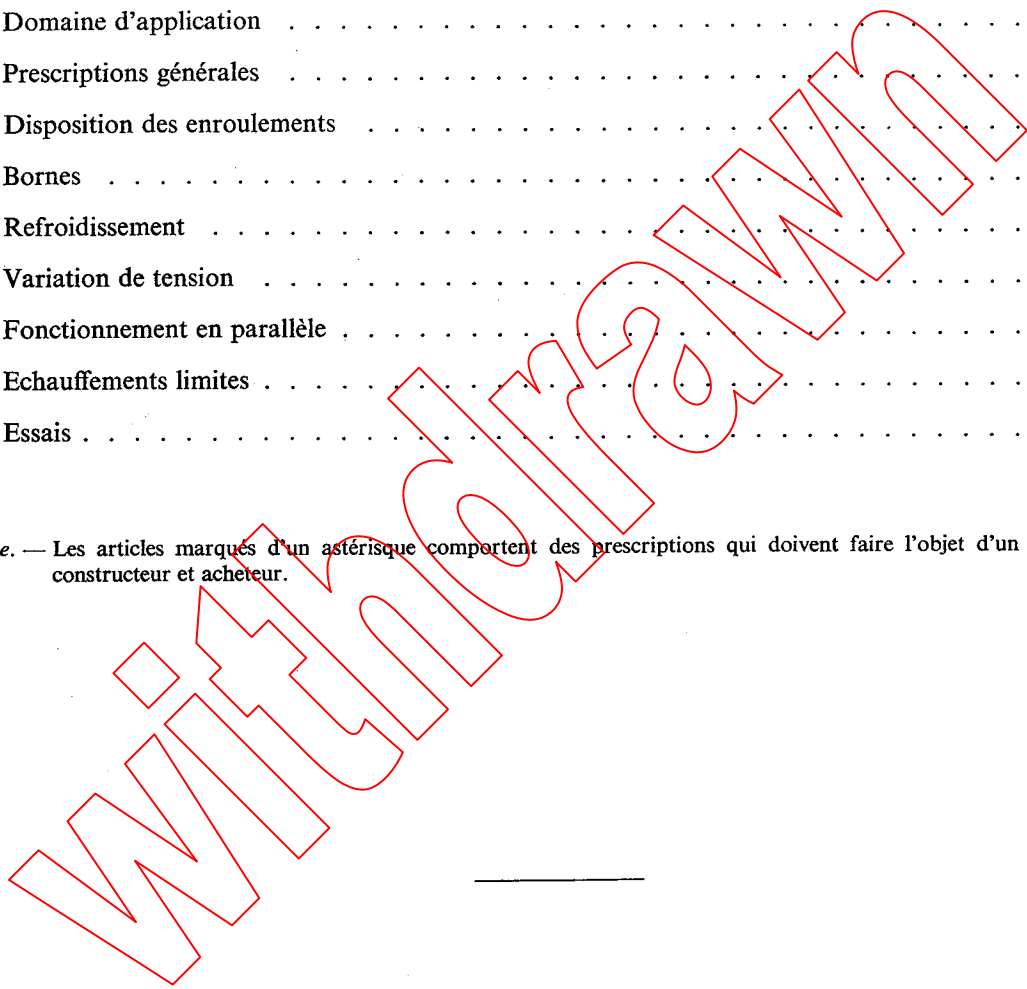 Domaine d'application . . . . . . . . . . . . . . . . . . . . . . . . . . . . .
Prescriptions générales . . . . . . . . . . . . . . . . . . . . . . . . . . . . .
Disposition des enroulements . . . . . . . . . . . . . . . . . . . . . . . . . .
Bornes . . . . . . . . . . . . . . . . . . . . . . . . . . . . . . . . . . . .
Refroidissement . . . . . . . . . . . . . . . . . . . . . . . . . . . . . . . .
Variation de tension . . . . . . . . . . . . . . . . . . . . . . . . . . . . . .
Fonctionnement en parallèle . . . . . . . . . . . . . . . . . . . . . . . . . . .
Echauffements limites . . . . . . . . . . . . . . . . . . . . . . . . . . . . . .
Essais . . . . . . . . . . . . . . . . . . . . . . . . . . . . . . . . . . . . .
e. — Les articles marqués d'un astérisque comportent des prescriptions qui doivent faire l'objet d'un
constructeur et acheteur.
withdrawn